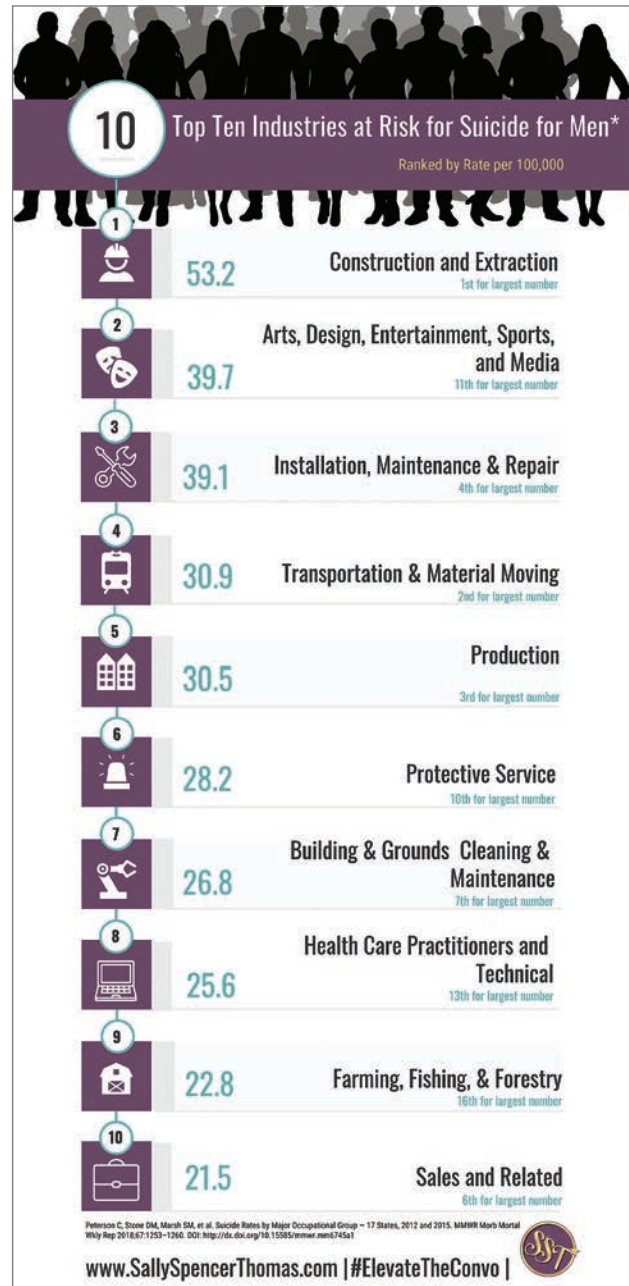 10
Top Ten Industries at Risk for Suicide for Men*
Ranked by Rate per 100,000
1
53.2
Construction and Extraction
1st for largest number
2
39.7
Arts, Design, Entertainment, Sports,
and Media
11th for largest number
3
39.1
Installation, Maintenance & Repair
4th for largest number
4
30.9
Transportation & Material Moving
2nd for largest number
5
30.5
Production
3rd for largest number
6
28.2
Protective Service
10th for largest number
7
26.8
Building & Grounds Cleaning &
Maintenance
7th for largest number
8
25.6
Health Care Practitioners and
Technical
13th for largest number
9
22.8
Farming, Fishing, & Forestry
16th for largest number
10
21.5
Sales and Related
6th for largest number
Peterson C, Stone DM, Marsh SM, et al. Suicide Rates by Major Occupational Group – 17 States, 2012 and 2015. MMWR Morb Mortal
Wkly Rep 2018;67:1253–1260. DOI: http://dx.doi.org/10.15585/mmwr.mm6745a1
SST
www.SallySpencerThomas.com | #ElevateTheConvo |